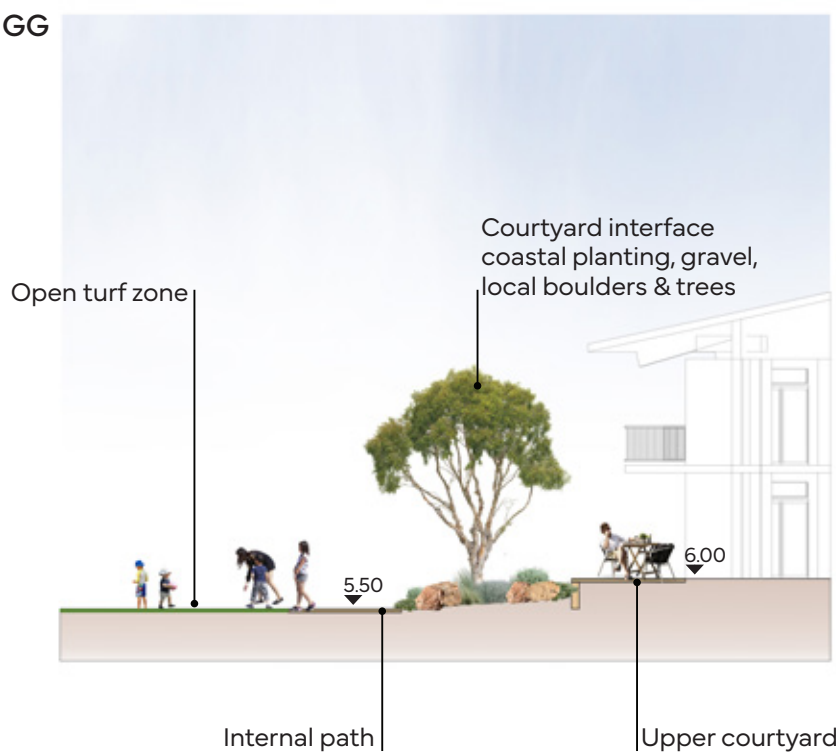 GG
Courtyard interface
coastal planting, gravel,
local boulders & trees
Open turf zone
5.50
6.00
Internal path
Upper courtyard